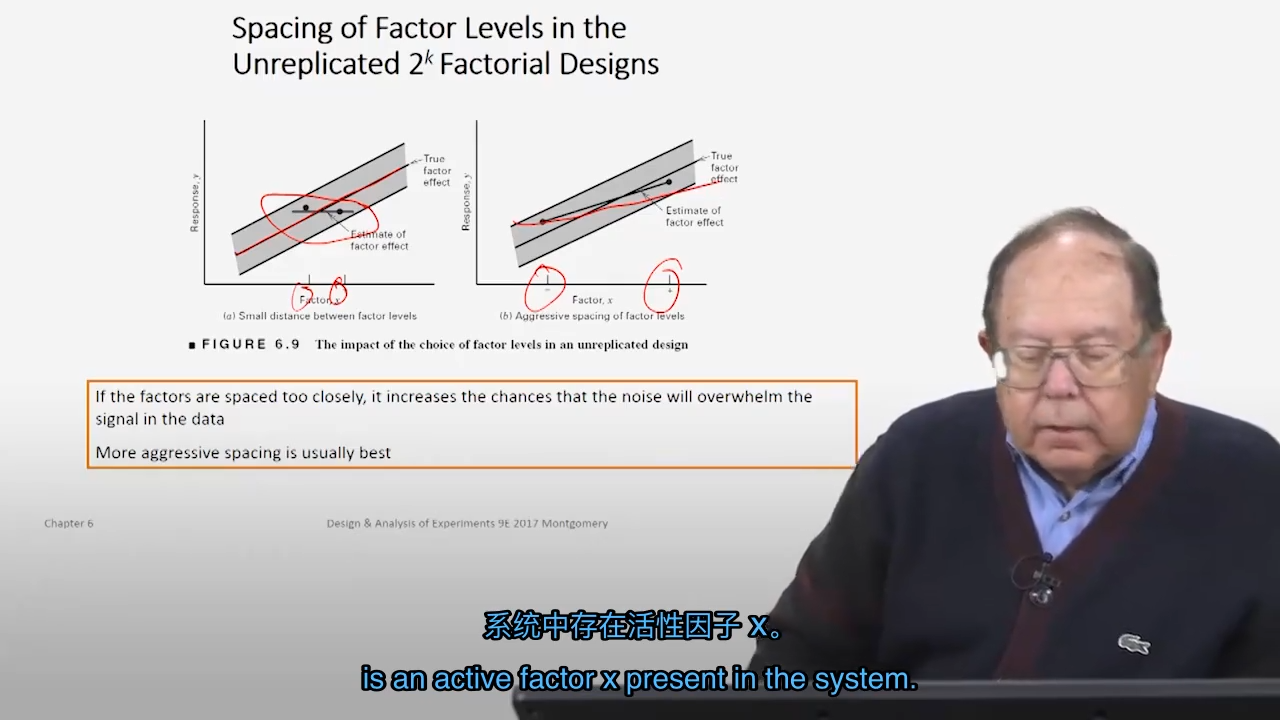 Spacing of Factor Levels in the
Unreplicated 2ᵏ Factorial Designs
Response, y
True
factor
effect
Estimate of
factor effect
Factor, x
(a) Small distance between factor levels
Response, y
True
factor
effect
Estimate of
factor effect
−
+
Factor, x
(b) Aggressive spacing of factor levels
■ FIGURE 6.9 The impact of the choice of factor levels in an unreplicated design
If the factors are spaced too closely, it increases the chances that the noise will overwhelm the
signal in the data
More aggressive spacing is usually best
Chapter 6
Design & Analysis of Experiments 9E 2017 Montgomery
系统中存在活性因子 x。
is an active factor x present in the system.